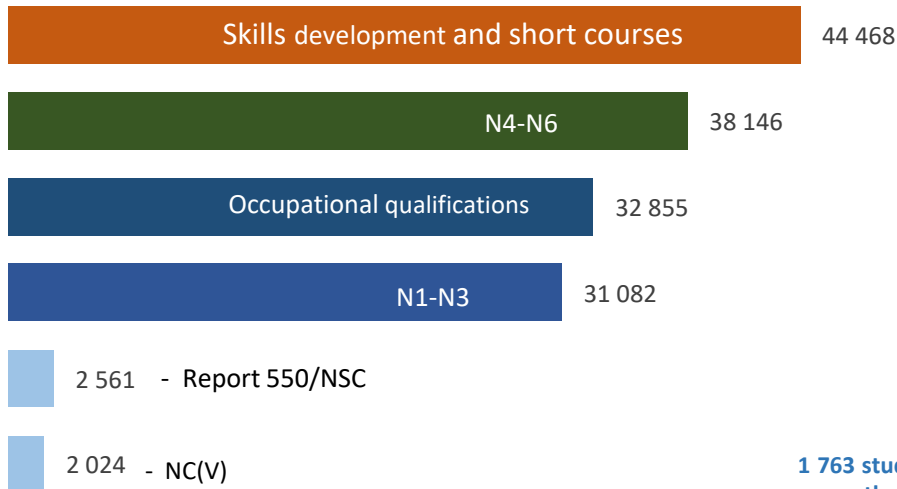 Skills development and short courses 44 468
N4-N6 38 146
Occupational qualifications 32 855
N1-N3 31 082
2 561 - Report 550/NSC
2 024 - NC(V)
1 763